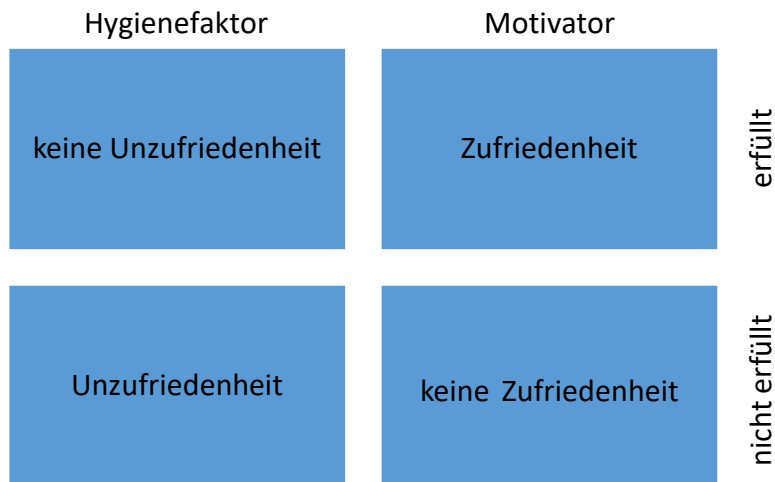 Hygienefaktor
Motivator
keine Unzufriedenheit
Zufriedenheit
erfüllt
Unzufriedenheit
keine Zufriedenheit
nicht erfüllt